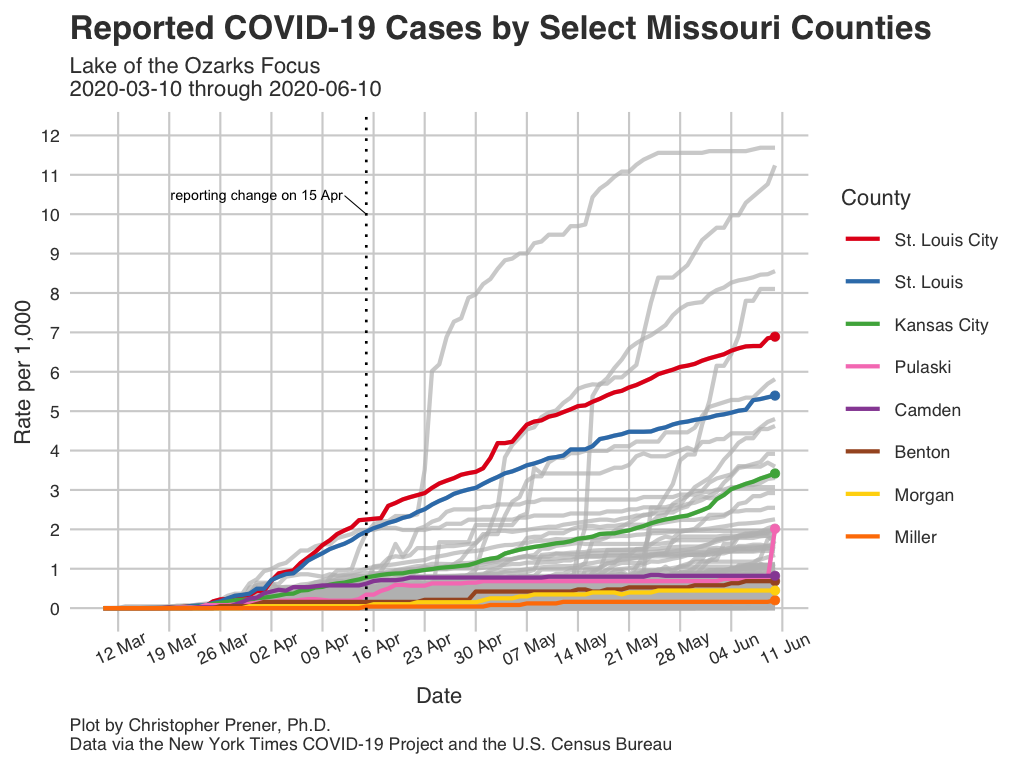 Reported COVID-19 Cases by Select Missouri Counties
Lake of the Ozarks Focus
2020-03-10 through 2020-06-10
12
11
10
9
8
7
6
5
4
3
2
1
0
Rate per 1,000
reporting change on 15 Apr
12 Mar
19 Mar
26 Mar
02 Apr
09 Apr
16 Apr
23 Apr
30 Apr
07 May
14 May
21 May
28 May
04 Jun
11 Jun
Date
County
St. Louis City
St. Louis
Kansas City
Pulaski
Camden
Benton
Morgan
Miller
Plot by Christopher Prener, Ph.D.
Data via the New York Times COVID-19 Project and the U.S. Census Bureau